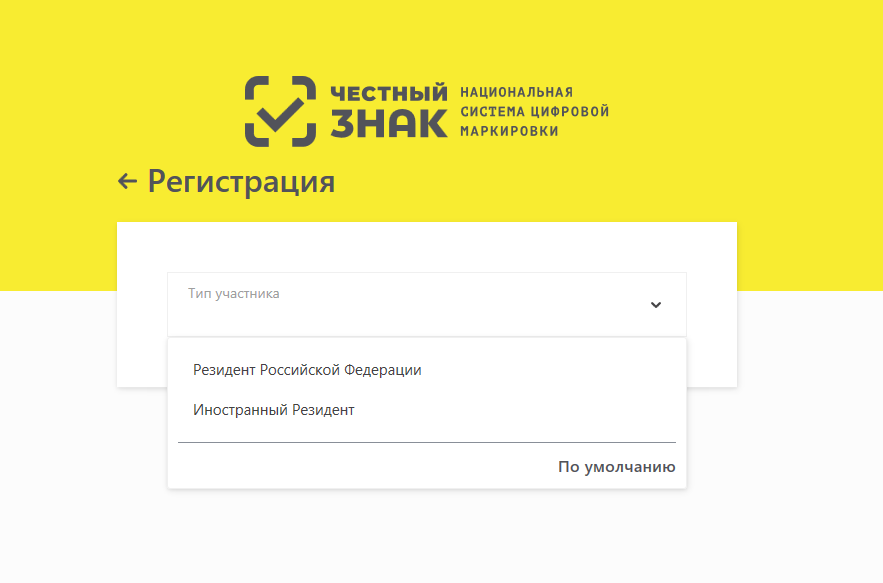 ЧЕСТНЫЙ
ЗНАК
НАЦИОНАЛЬНАЯ
СИСТЕМА ЦИФРОВОЙ
МАРКИРОВКИ
Регистрация
Тип участника
Резидент Российской Федерации
Иностранный Резидент
По умолчанию